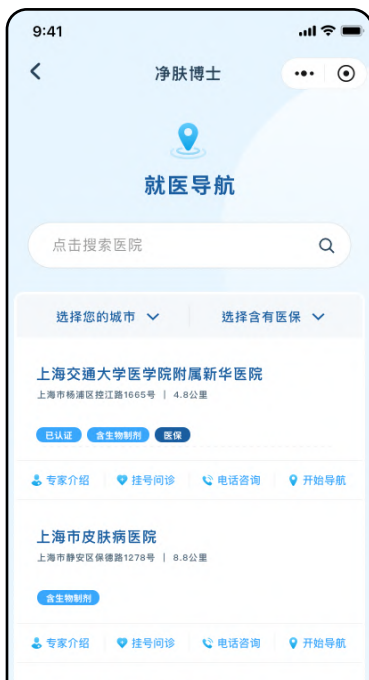 9:41
净肤博士
就医导航
点击搜索医院
选择您的城市 选择含有医保
上海交通大学医学院附属新华医院
上海市杨浦区控江路1665号 | 4.8公里
已认证 含生物制剂 医保
专家介绍 挂号问诊 电话咨询 开始导航
上海市皮肤病医院
上海市静安区保德路1278号 | 8.8公里
含生物制剂
专家介绍 挂号问诊 电话咨询 开始导航